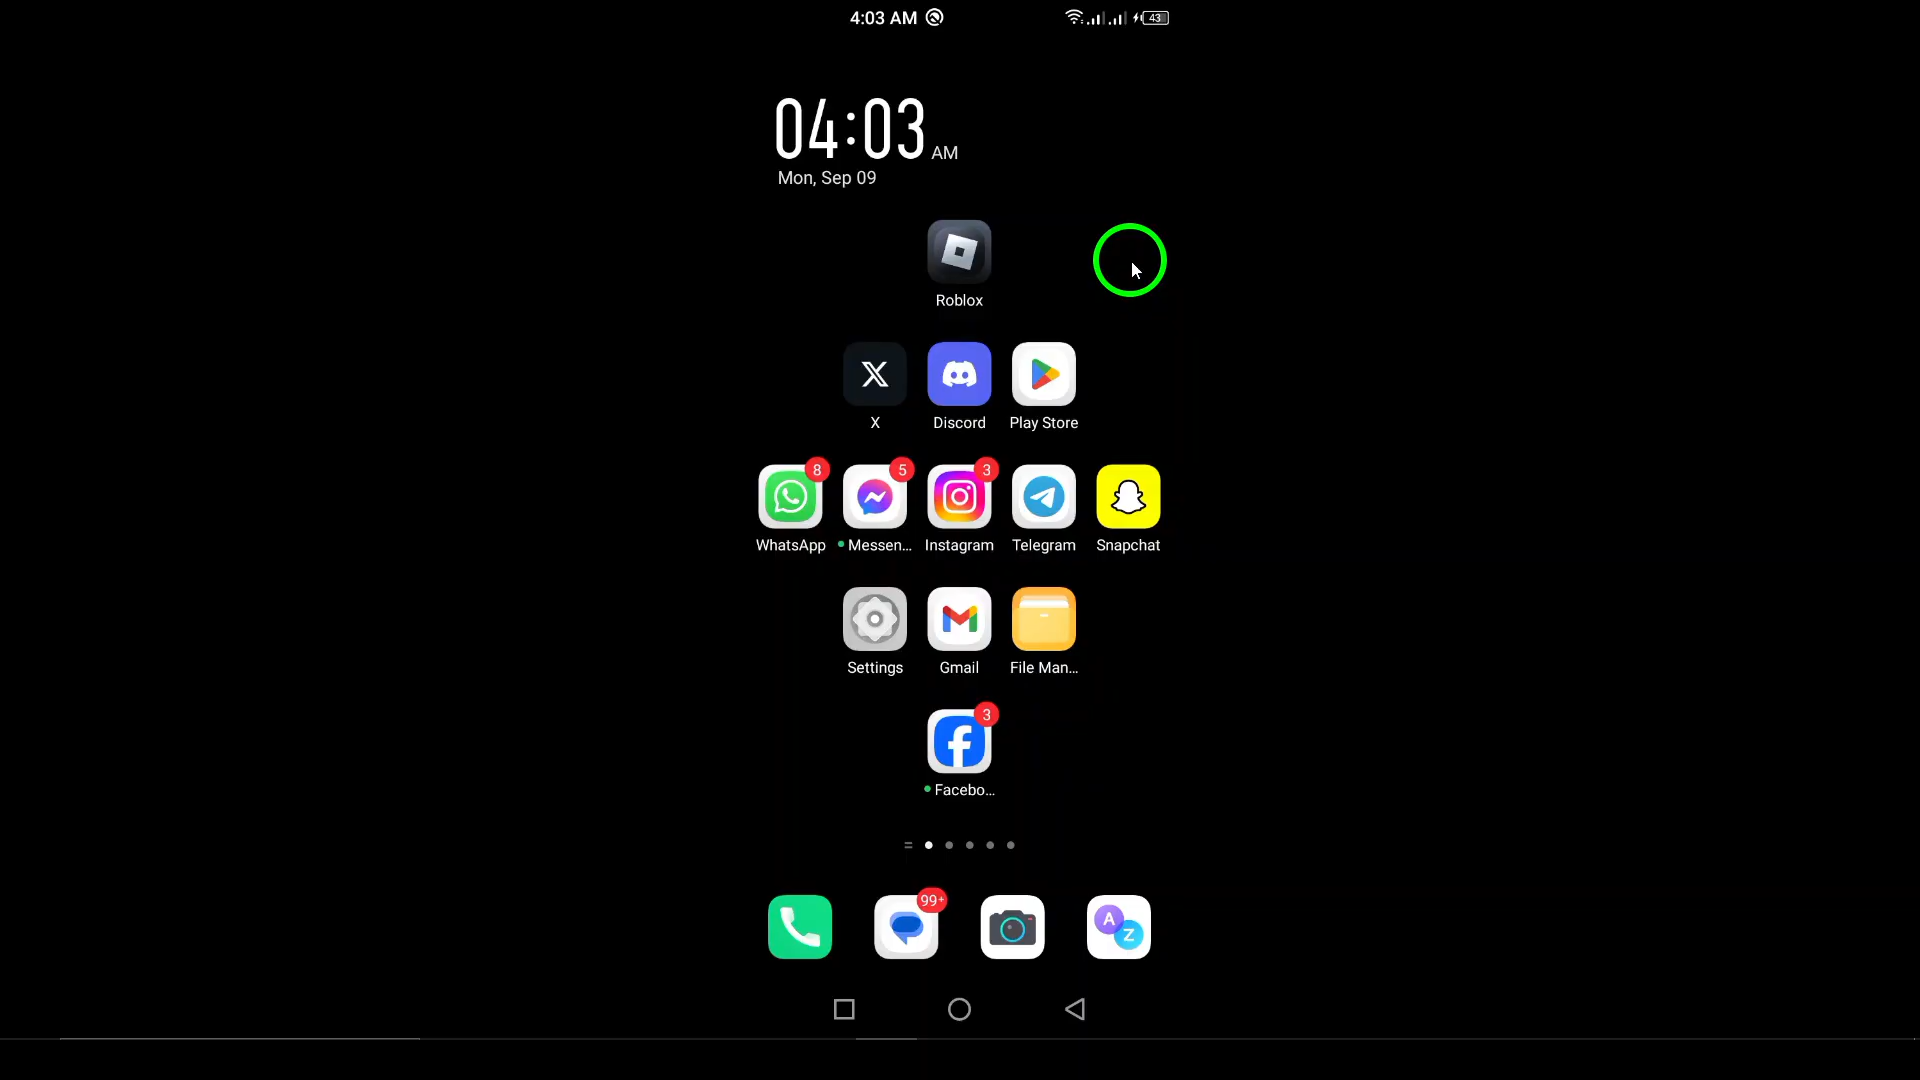 4:03 AM
43
04:03 AM
Mon, Sep 09
Roblox
X
Discord
Play Store
8
5
3
WhatsApp
Messen...
Instagram
Telegram
Snapchat
Settings
Gmail
File Man...
3
Facebo...
99+
A
Z